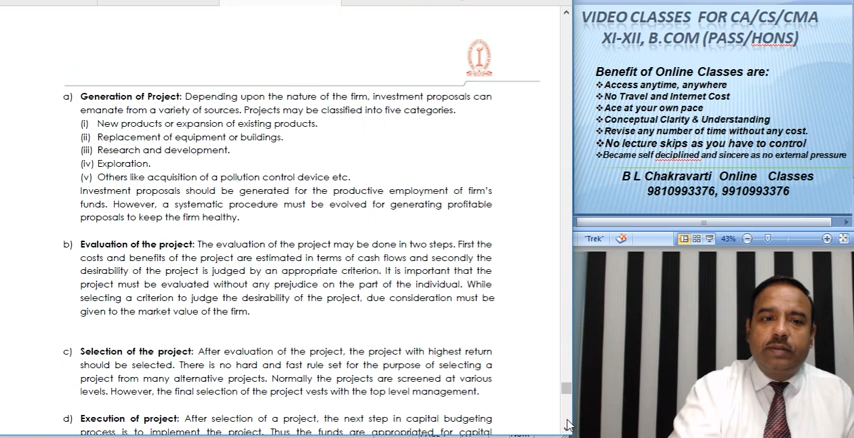 a) Generation of Project: Depending upon the nature of the firm, investment proposals can
emanate from a variety of sources. Projects may be classified into five categories.
(i) New products or expansion of existing products.
(ii) Replacement of equipment or buildings.
(iii) Research and development.
(iv) Exploration.
(v) Others like acquisition of a pollution control device etc.
Investment proposals should be generated for the productive employment of firm's
funds. However, a systematic procedure must be evolved for generating profitable
proposals to keep the firm healthy.
b) Evaluation of the project: The evaluation of the project may be done in two steps. First the
costs and benefits of the project are estimated in terms of cash flows and secondly the
desirability of the project is judged by an appropriate criterion. It is important that the
project must be evaluated without any prejudice on the part of the individual. While
selecting a criterion to judge the desirability of the project, due consideration must be
given to the market value of the firm.
c) Selection of the project: After evaluation of the project, the project with highest return
should be selected. There is no hard and fast rule set for the purpose of selecting a
project from many alternative projects. Normally the projects are screened at various
levels. However, the final selection of the project vests with the top level management.
d) Execution of project: After selection of a project, the next step in capital budgeting
process is to implement the project. Thus the funds are appropriated for capital
VIDEO CLASSES FOR CA/CS/CMA
XI-XII, B.COM (PASS/HONS)
Benefit of Online Classes are:
❖Access anytime, anywhere
❖No Travel and Internet Cost
❖Ace at your own pace
❖Conceptual Clarity & Understanding
❖Revise any number of time without any cost.
❖No lecture skips as you have to control
❖Became self deciplined and sincere as no external pressure
B L Chakravarti Online Classes
9810993376, 9910993376
"Trek" 43%